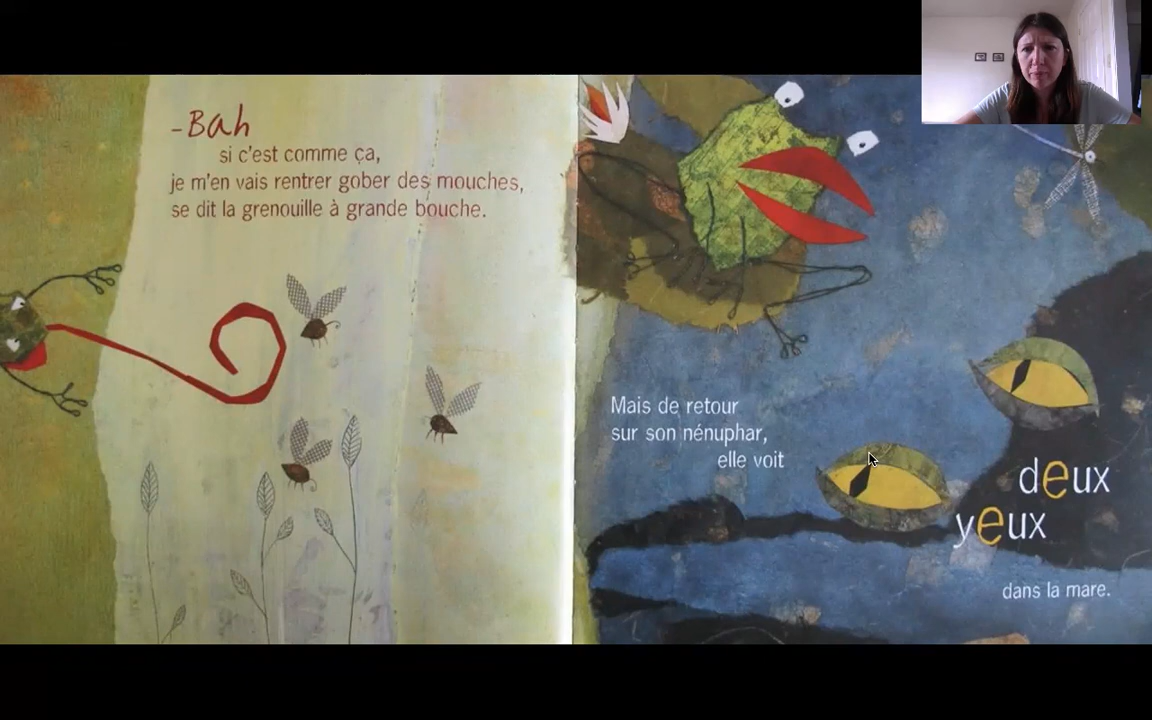 - Bah
si c'est comme ça,
je m'en vais rentrer gober des mouches,
se dit la grenouille à grande bouche.
Mais de retour
sur son nénuphar,
elle voit
deux
yeux
dans la mare.